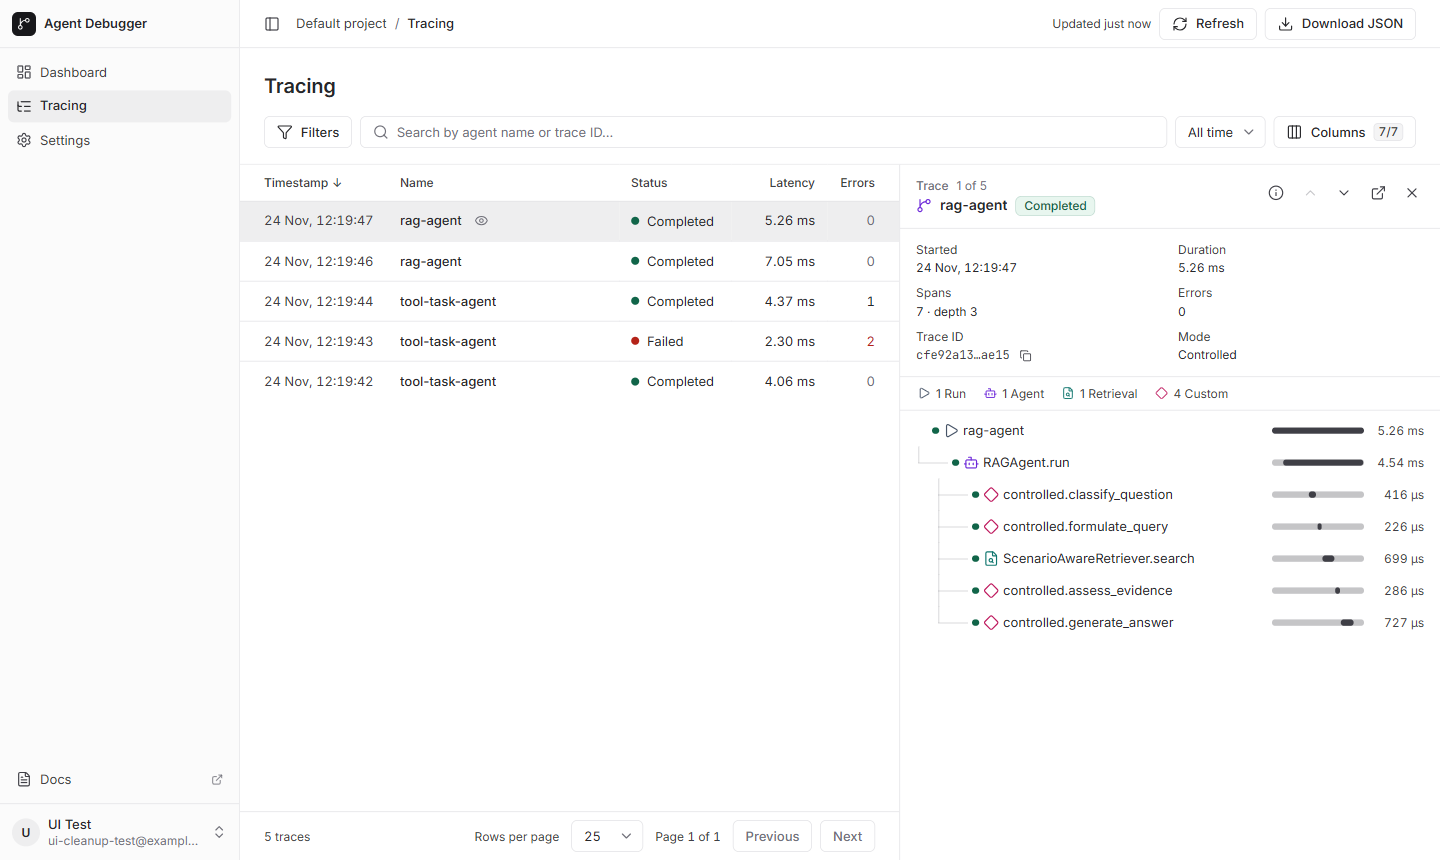 Agent Debugger
Default project / Tracing
Updated just now
Refresh
Download JSON
Dashboard
Tracing
Settings
Tracing
Filters
Search by agent name or trace ID...
All time
Columns 7/7
Timestamp Name Status Latency Errors
24 Nov, 12:19:47 rag-agent Completed 5.26 ms 0
24 Nov, 12:19:46 rag-agent Completed 7.05 ms 0
24 Nov, 12:19:44 tool-task-agent Completed 4.37 ms 1
24 Nov, 12:19:43 tool-task-agent Failed 2.30 ms 2
24 Nov, 12:19:42 tool-task-agent Completed 4.06 ms 0
Trace 1 of 5
rag-agent Completed
Started Duration
24 Nov, 12:19:47 5.26 ms
Spans Errors
7 · depth 3 0
Trace ID Mode
cfe92a13…ae15 Controlled
1 Run 1 Agent 1 Retrieval 4 Custom
rag-agent 5.26 ms
RAGAgent.run 4.54 ms
controlled.classify_question 416 µs
controlled.formulate_query 226 µs
ScenarioAwareRetriever.search 699 µs
controlled.assess_evidence 286 µs
controlled.generate_answer 727 µs
Docs
U
UI Test
ui-cleanup-test@exampl...
5 traces
Rows per page 25
Page 1 of 1
Previous
Next